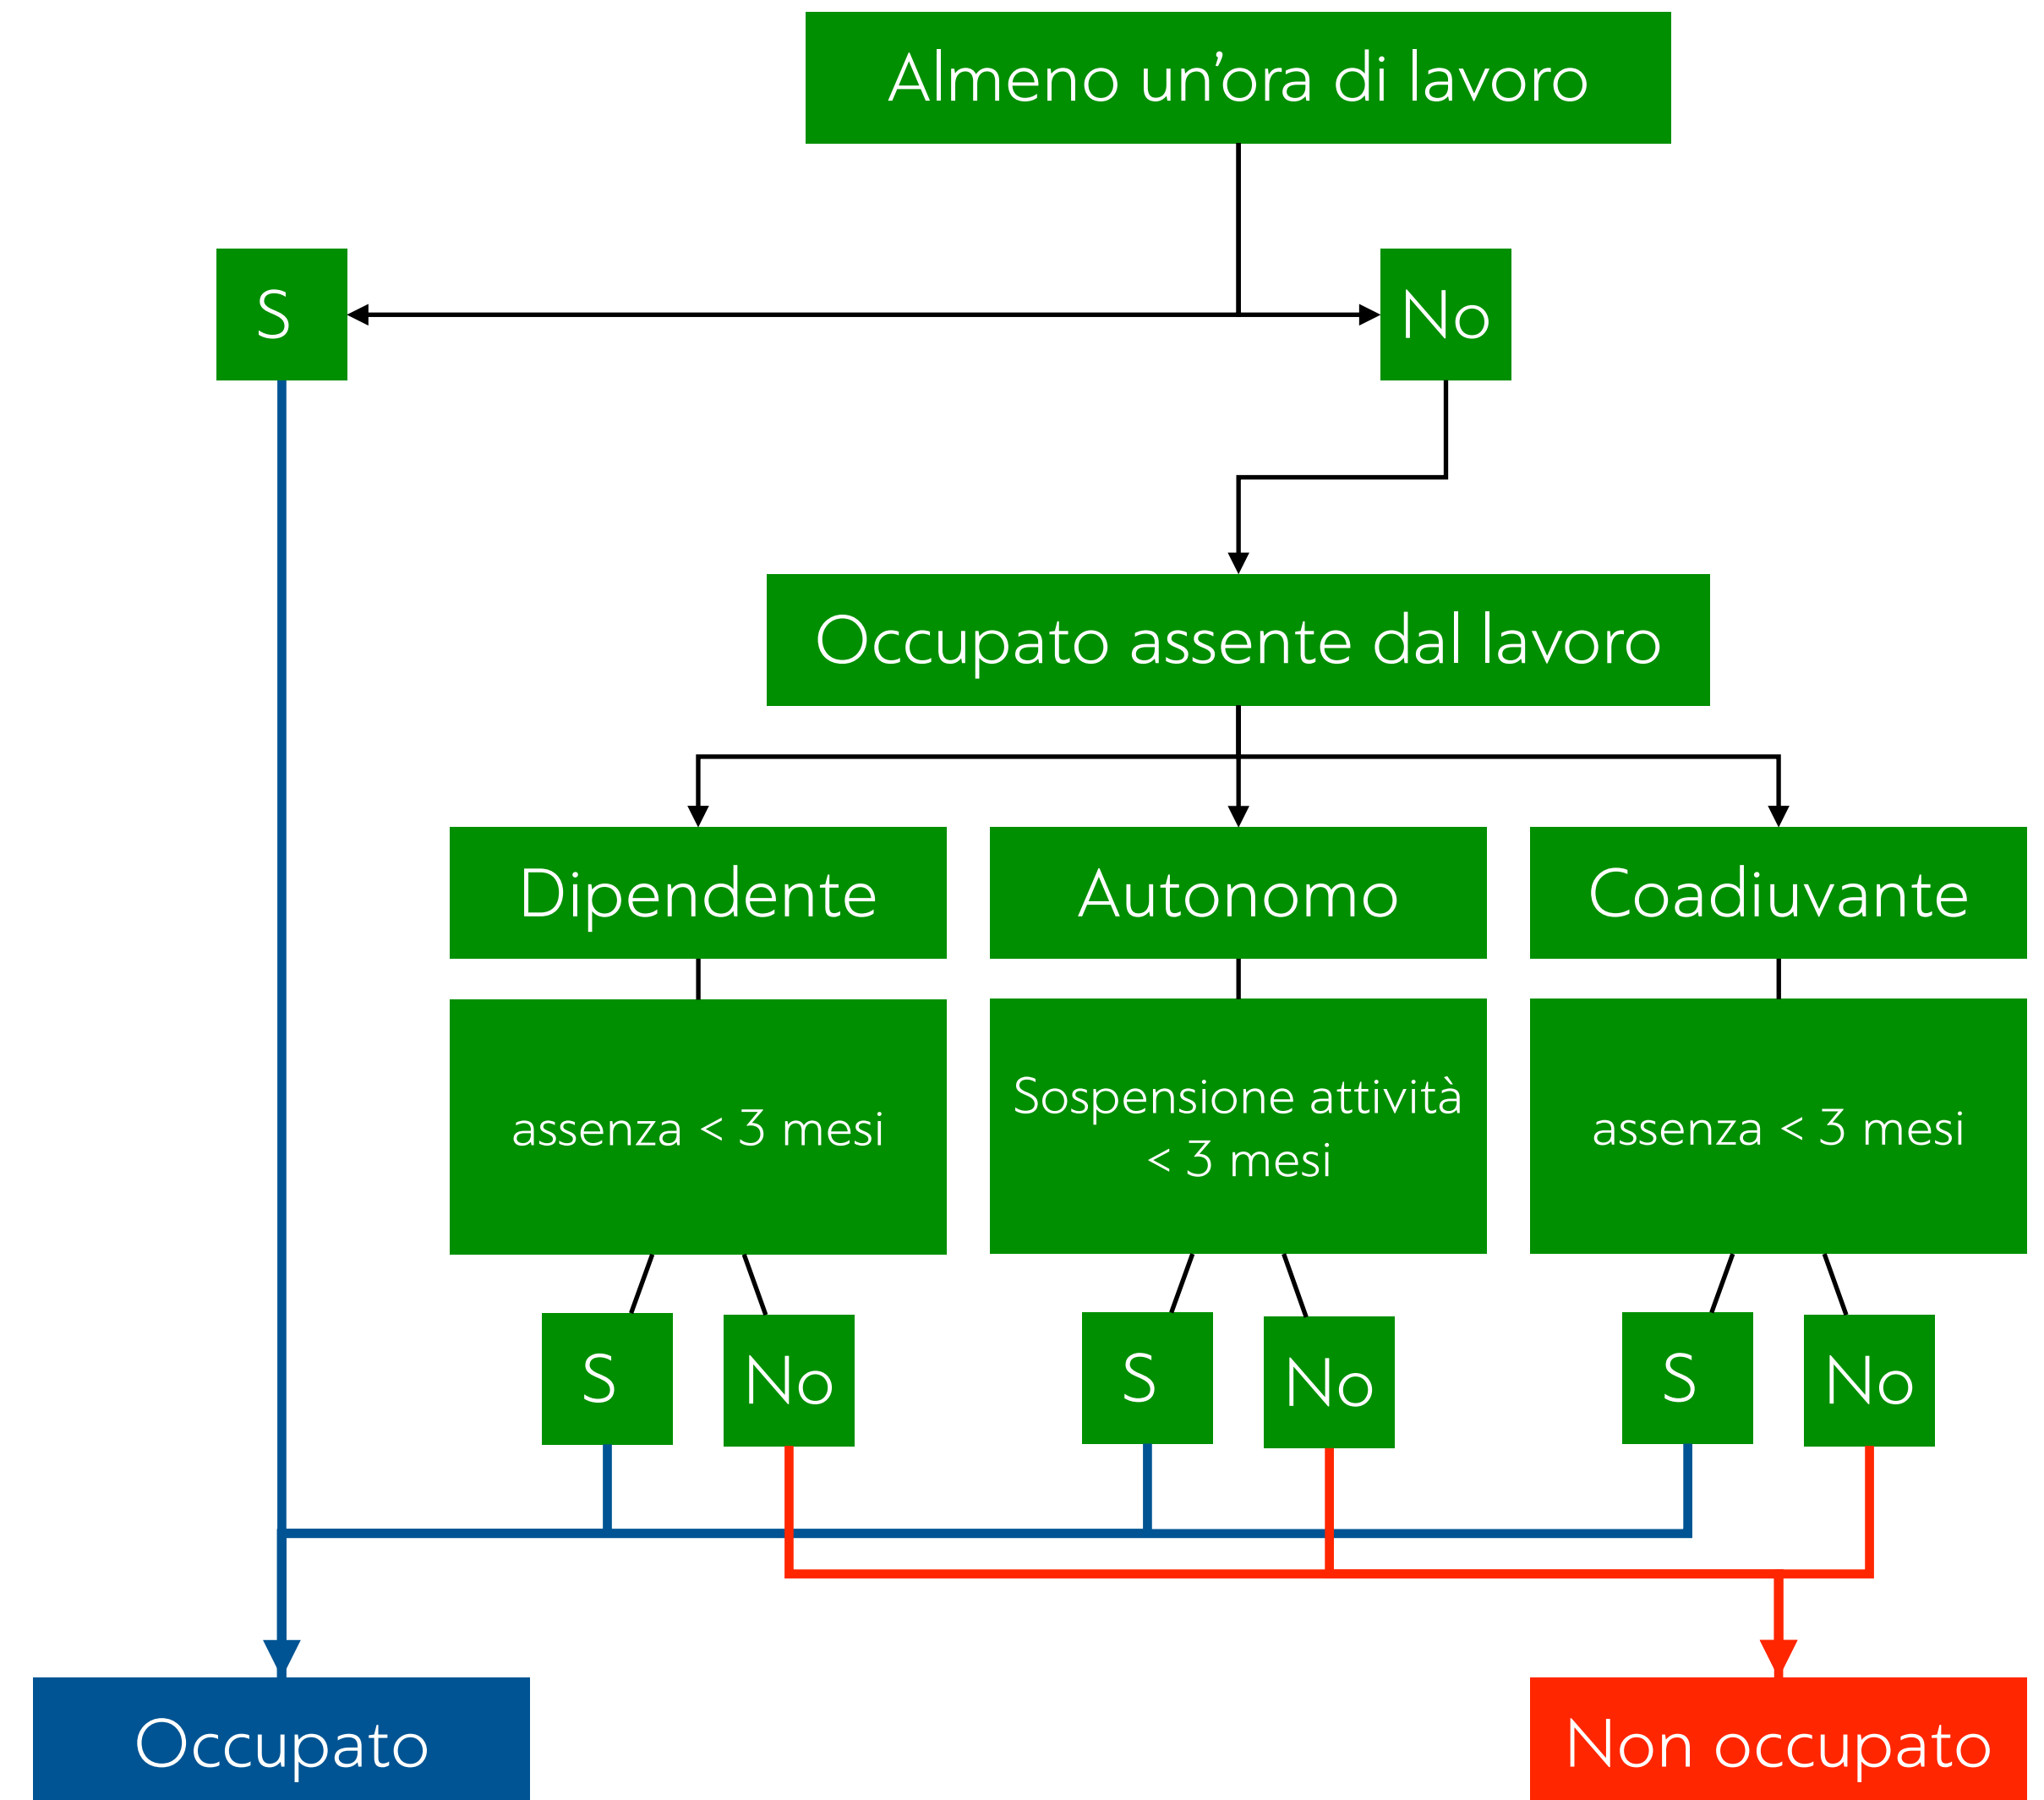 Almeno un’ora di lavoro
S
No
Occupato assente dal lavoro
Dipendente
Autonomo
Coadiuvante
assenza < 3 mesi
Sospensione attività
< 3 mesi
assenza < 3 mesi
S
No
S
No
S
No
Occupato
Non occupato